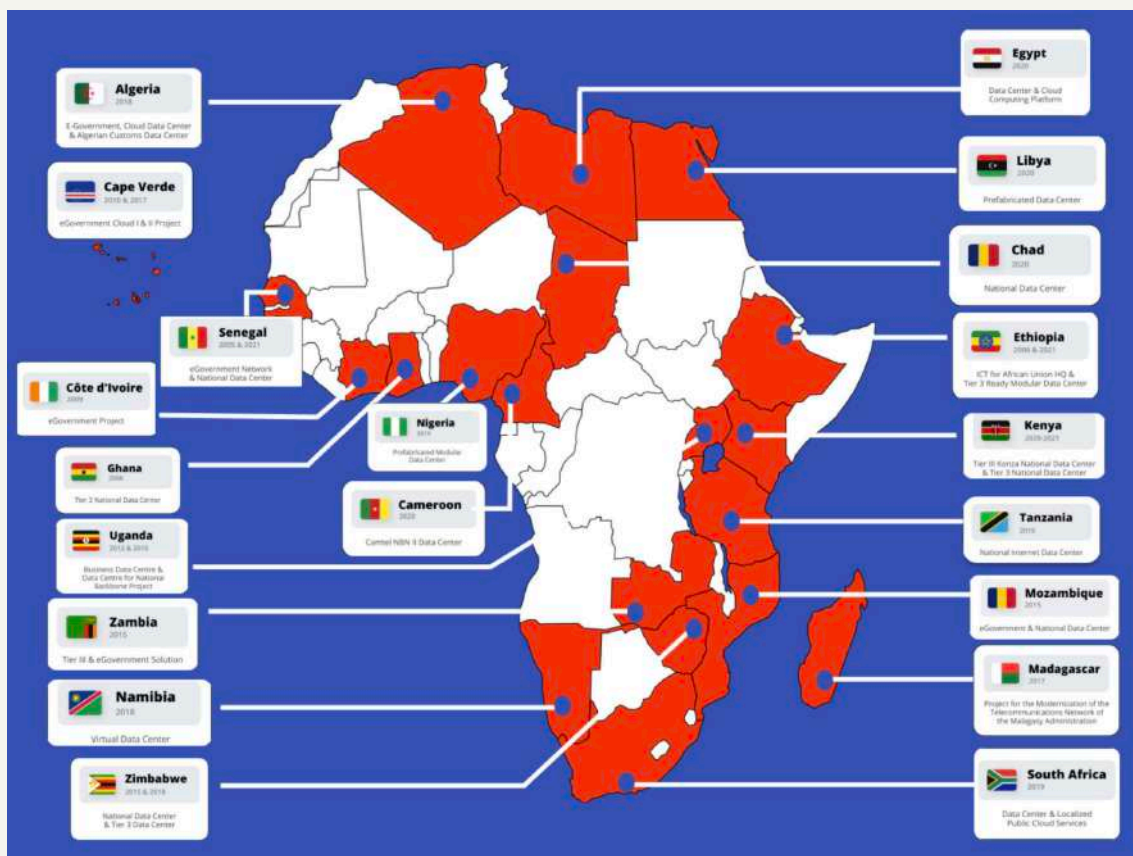 Algeria
2018
E-Government, Cloud Data Center
& Algerian Customs Data Center
Cape Verde
2010 & 2017
eGovernment Cloud I & II Project
Senegal
2005 & 2021
eGovernment Network
& National Data Center
Côte d'Ivoire
2009
eGovernment Project
Ghana
Tier 2 National Data Center
Nigeria
Prefabricated Modular
Data Center
Cameroon
2020
Camtel NBN II Data Center
Uganda
Business Data Centre &
Data Centre for National
Backbone Project
Zambia
2015
Tier III & eGovernment Solution
Namibia
2018
Virtual Data Center
Zimbabwe
National Data Center
& Tier 3 Data Center
Egypt
2020
Data Center & Cloud
Computing Platform
Libya
2020
Prefabricated Data Center
Chad
2020
National Data Center
Ethiopia
ICT for African Union HQ &
Tier 3 Ready Modular Data Center
Kenya
Tier III Konza National Data Center
& Tier 3 National Data Center
Tanzania
National Internet Data Center
Mozambique
2015
eGovernment & National Data Center
Madagascar
2017
Project for the Modernization of the
Telecommunications Network of
the Malagasy Administration
South Africa
2019
Data Center & Localized
Public Cloud Services